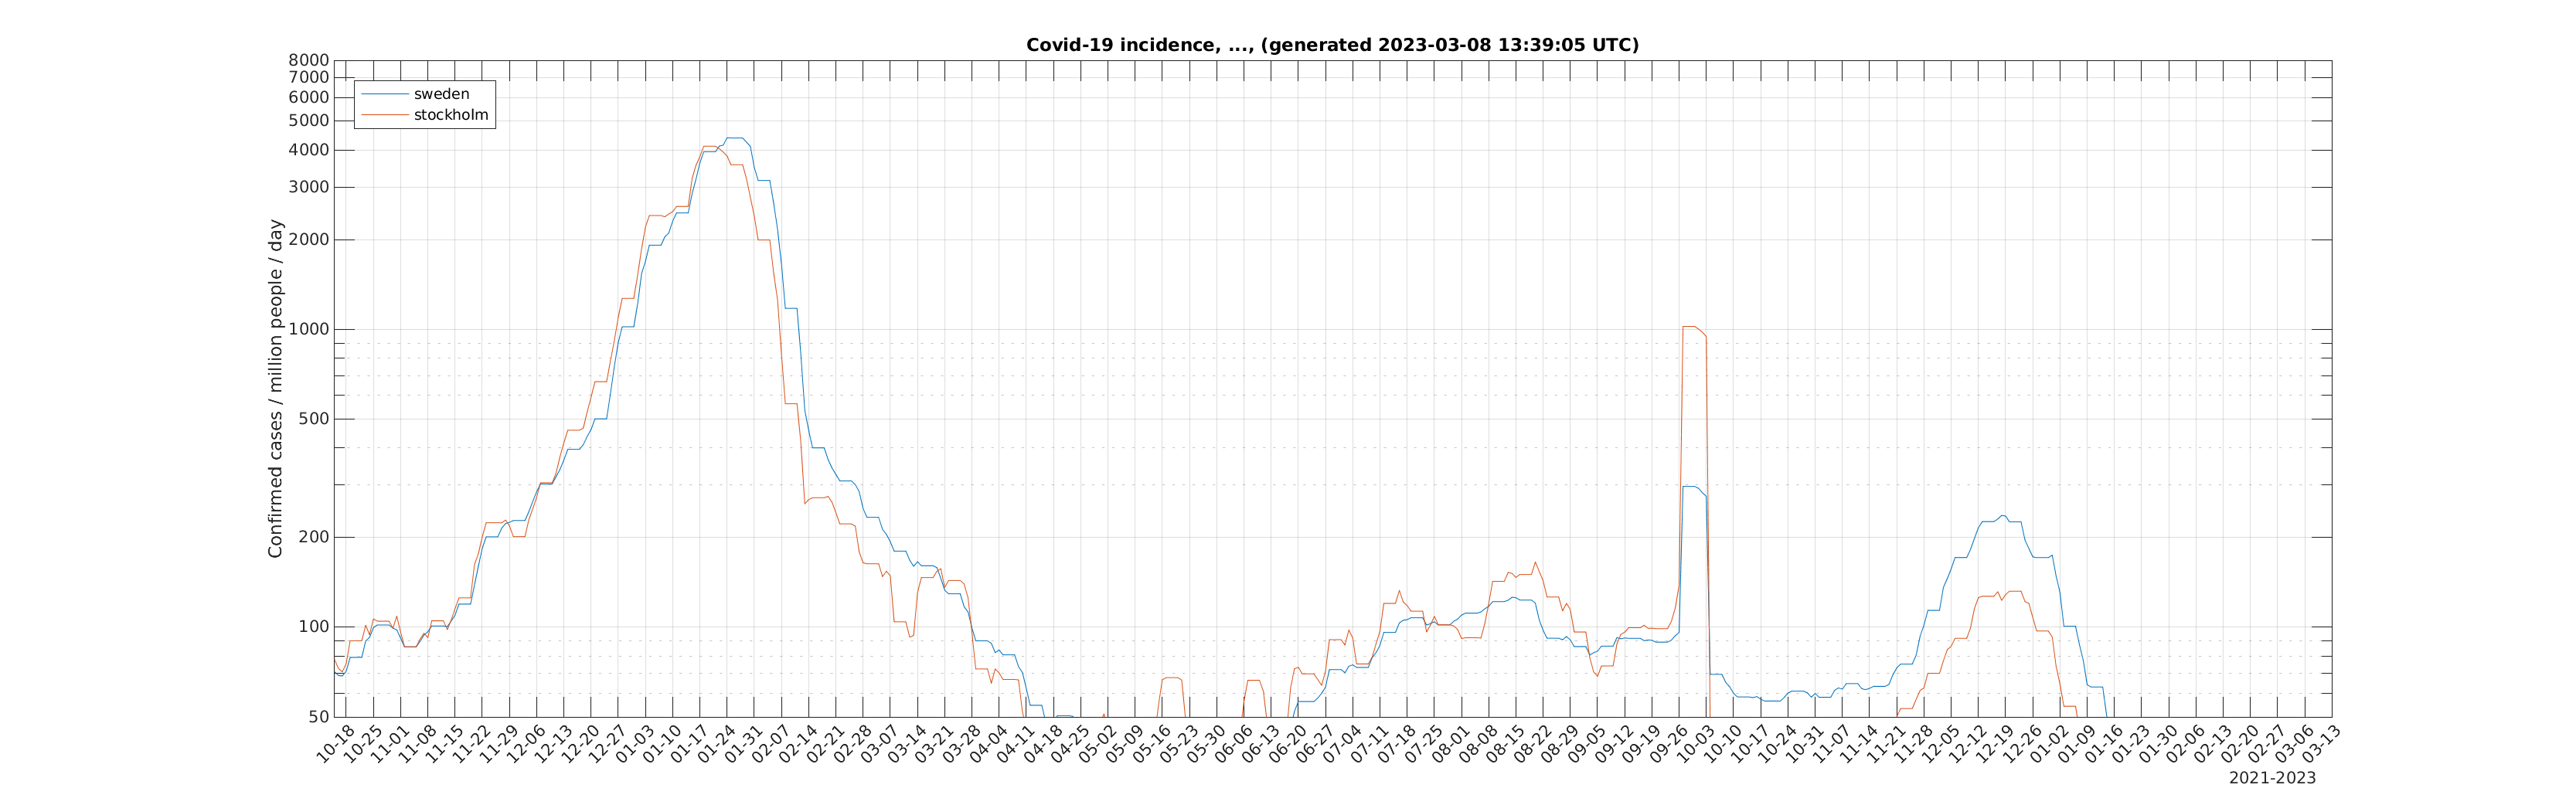 Covid-19 incidence, ..., (generated 2023-03-08 13:39:05 UTC)
8000
7000
6000
5000
4000
3000
2000
1000
500
200
100
50
Confirmed cases / million people / day
sweden
stockholm
10-18 10-25 11-01 11-08 11-15 11-22 11-29 12-06 12-13 12-20 12-27 01-03 01-10 01-17 01-24 01-31 02-07 02-14 02-21 02-28 03-07 03-14 03-21 03-28 04-04 04-11 04-18 04-25 05-02 05-09 05-16 05-23 05-30 06-06 06-13 06-20 06-27 07-04 07-11 07-18 07-25 08-01 08-08 08-15 08-22 08-29 09-05 09-12 09-19 09-26 10-03 10-10 10-17 10-24 10-31 11-07 11-14 11-21 11-28 12-05 12-12 12-19 12-26 01-02 01-09 01-16 01-23 01-30 02-06 02-13 02-20 02-27 03-06 03-13
2021-2023